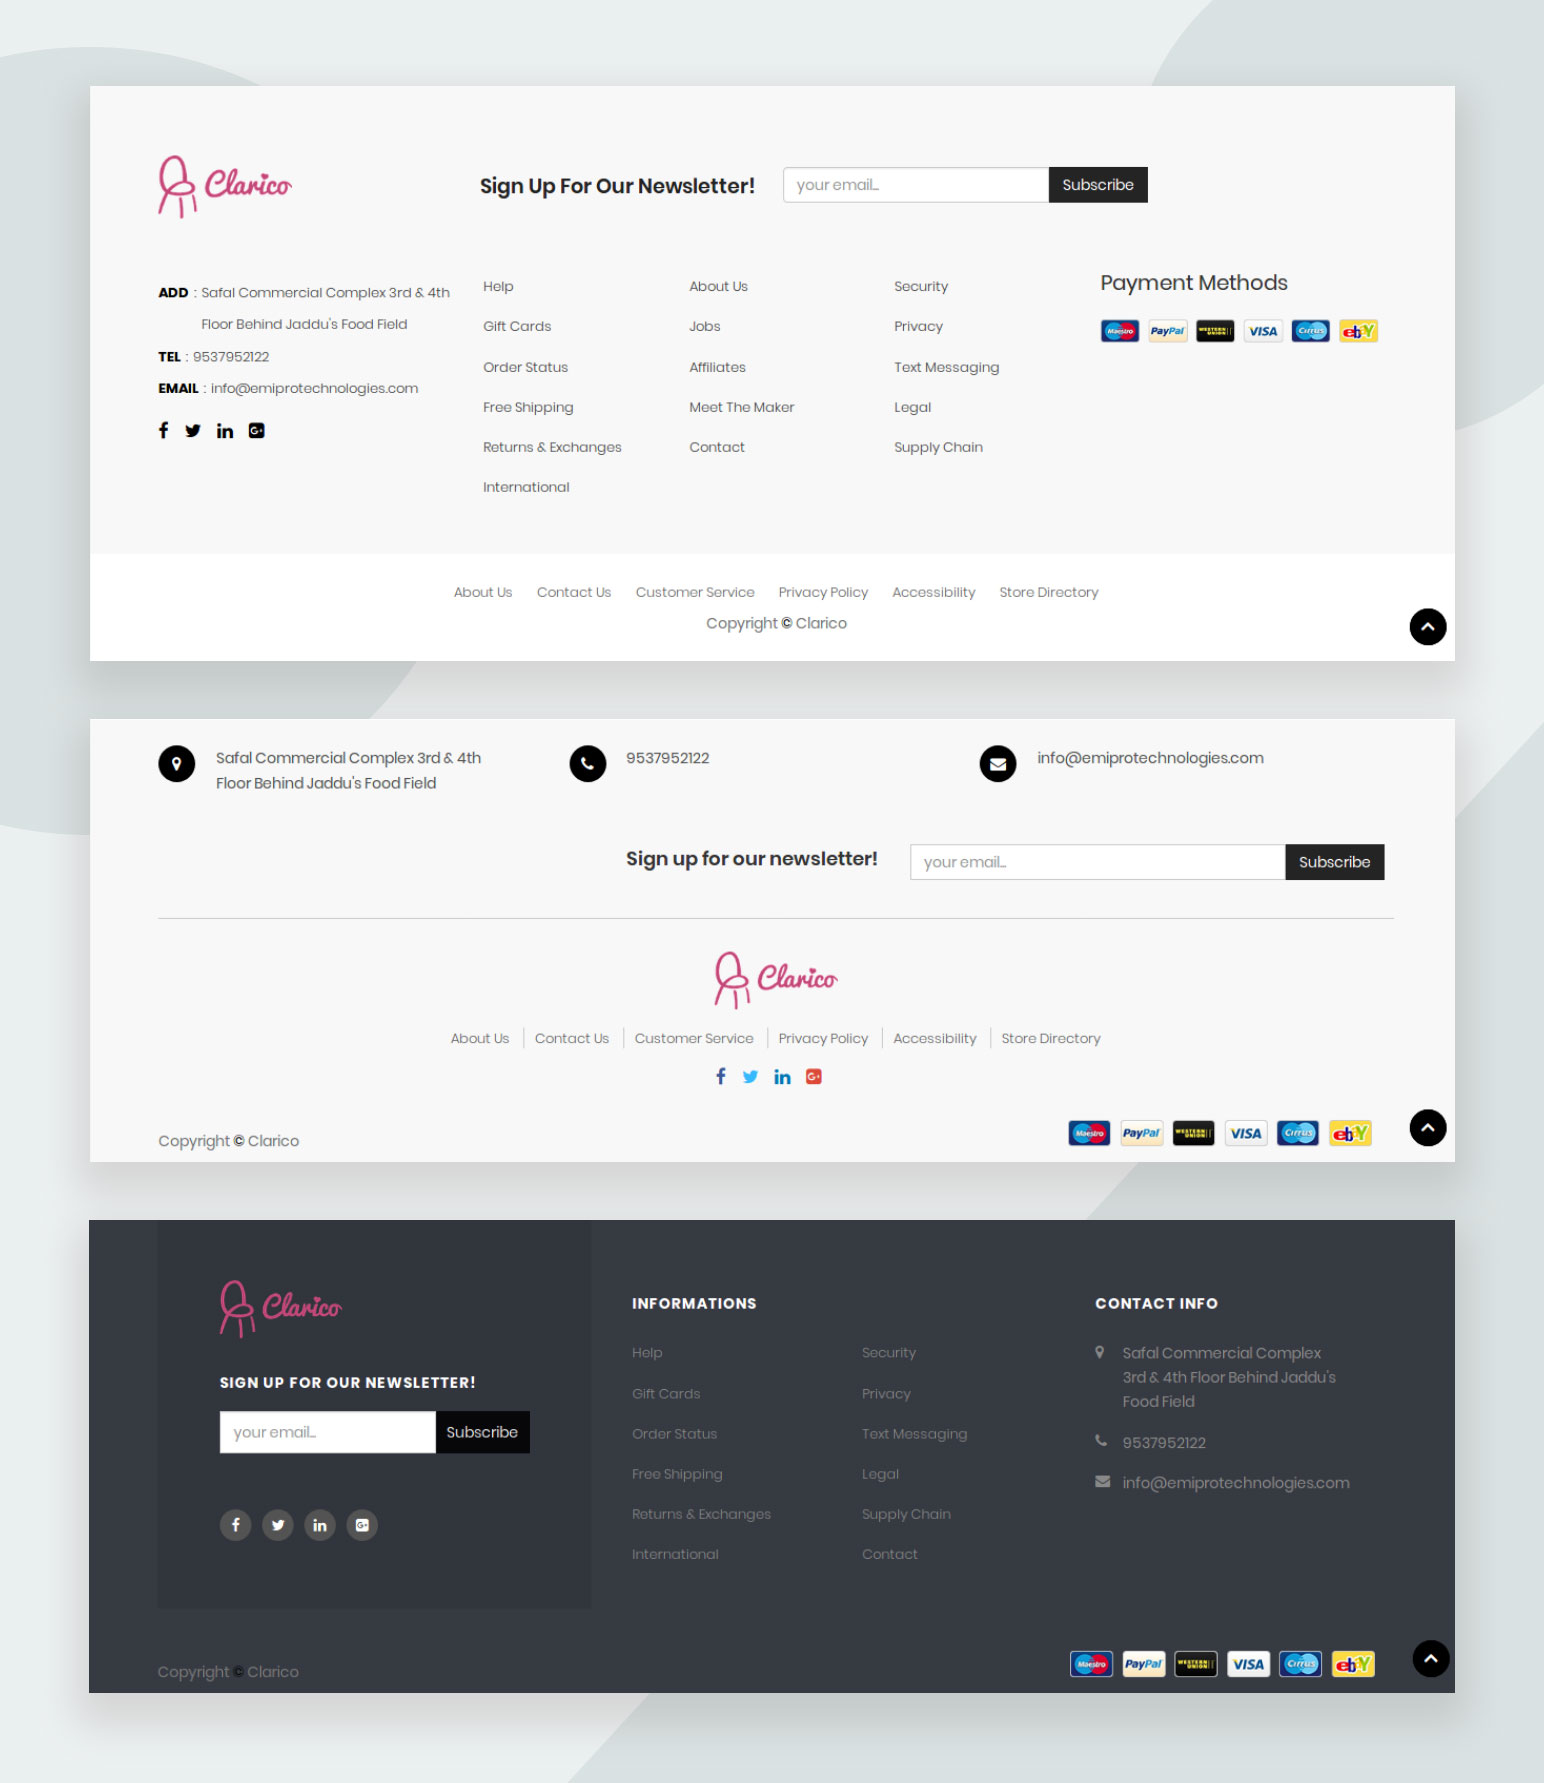 Clarico
Sign Up For Our Newsletter!
your email...
Subscribe
ADD : Safal Commercial Complex 3rd & 4th
Floor Behind Jaddu's Food Field
TEL : 9537952122
EMAIL : info@emiprotechnologies.com
Help
Gift Cards
Order Status
Free Shipping
Returns & Exchanges
International
About Us
Jobs
Affiliates
Meet The Maker
Contact
Security
Privacy
Text Messaging
Legal
Supply Chain
Payment Methods
Maestro PayPal WESTERN UNION VISA Cirrus ebY
About Us Contact Us Customer Service Privacy Policy Accessibility Store Directory
Copyright © Clarico
Safal Commercial Complex 3rd & 4th
Floor Behind Jaddu's Food Field
9537952122
info@emiprotechnologies.com
Sign up for our newsletter!
your email...
Subscribe
Clarico
About Us Contact Us Customer Service Privacy Policy Accessibility Store Directory
Copyright © Clarico
Maestro PayPal WESTERN UNION VISA Cirrus ebY
Clarico
SIGN UP FOR OUR NEWSLETTER!
your email...
Subscribe
INFORMATIONS
Help
Gift Cards
Order Status
Free Shipping
Returns & Exchanges
International
Security
Privacy
Text Messaging
Legal
Supply Chain
Contact
CONTACT INFO
Safal Commercial Complex
3rd & 4th Floor Behind Jaddu's
Food Field
9537952122
info@emiprotechnologies.com
Copyright © Clarico
Maestro PayPal WESTERN UNION VISA Cirrus ebY